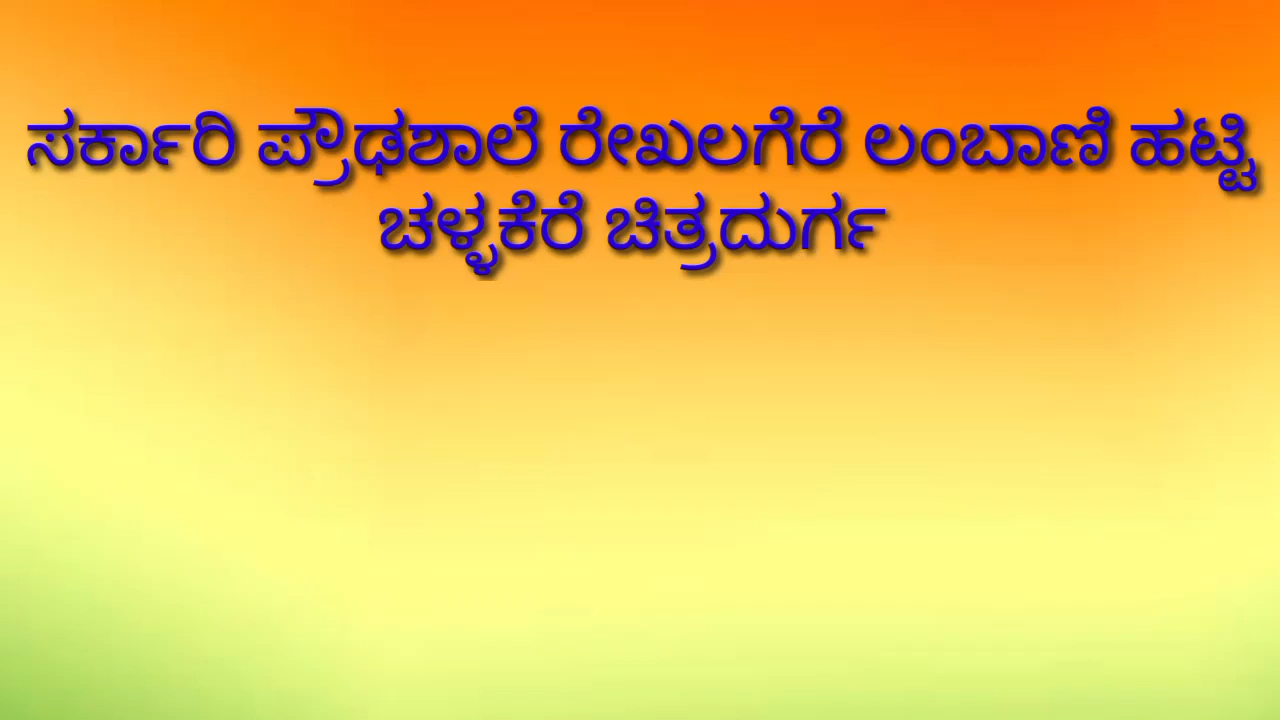 ಸರ್ಕಾರಿ ಪ್ರೌಢಶಾಲೆ ರೇಖಲಗೆರೆ ಲಂಬಾಣಿ ಹಟ್ಟಿ
ಚಳ್ಳಕೆರೆ ಚಿತ್ರದುರ್ಗ